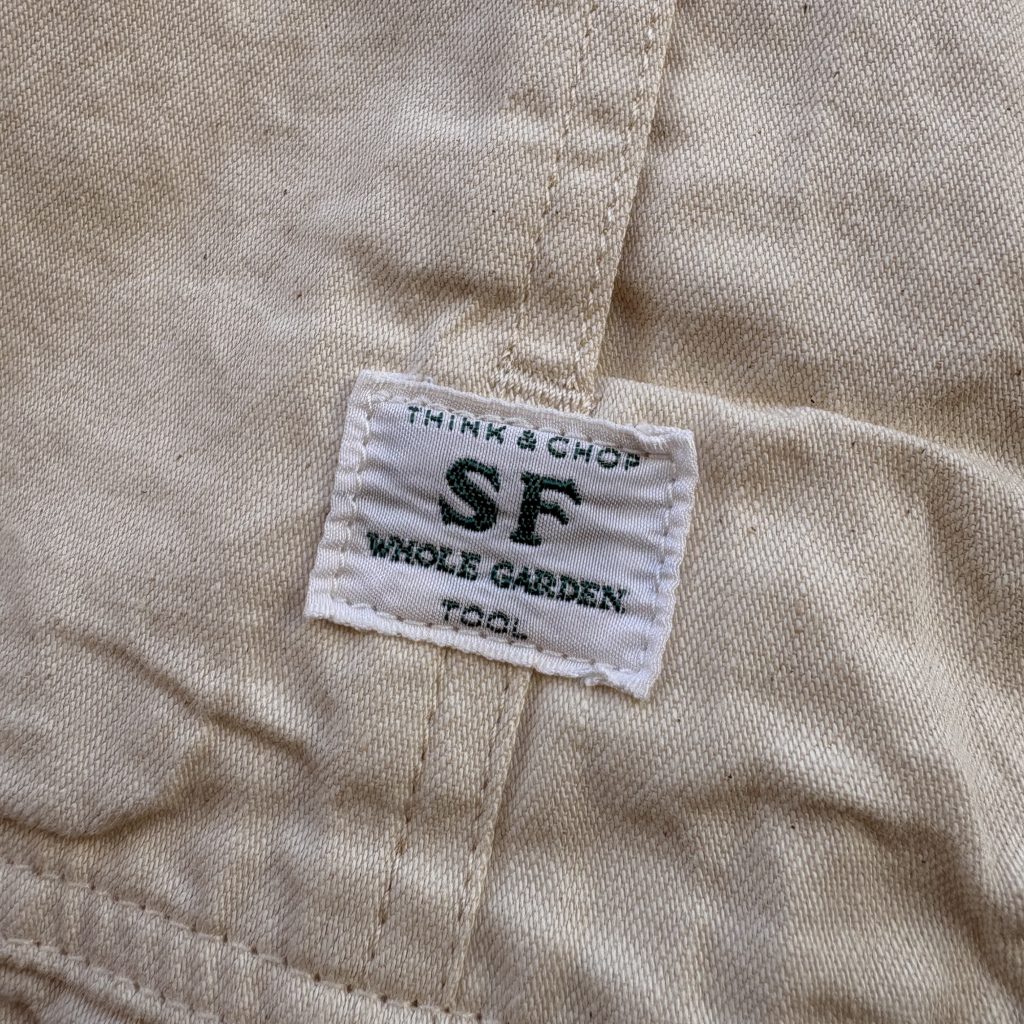 THINK & CHOP
SF
WHOLE GARDEN
TOOL